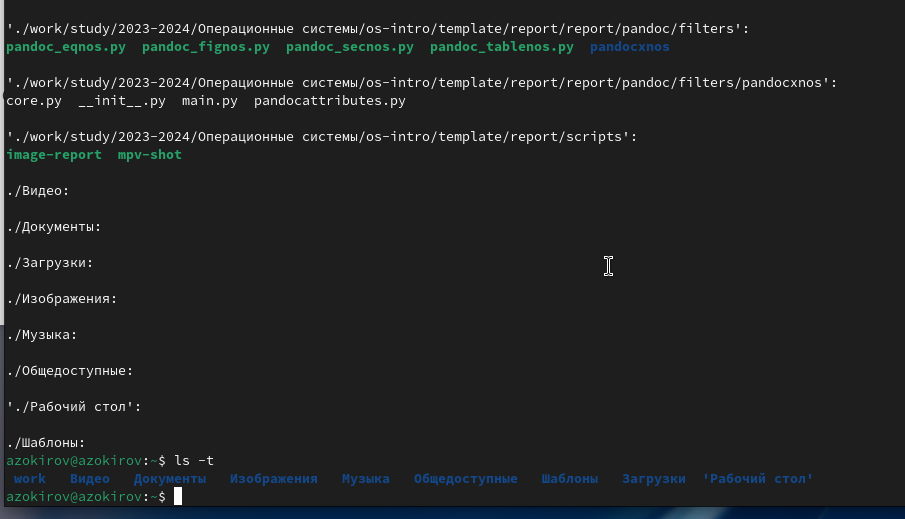 './work/study/2023-2024/Операционные системы/os-intro/template/report/report/pandoc/filters':
pandoc_eqnos.py  pandoc_fignos.py  pandoc_secnos.py  pandoc_tablenos.py  pandocxnos
'./work/study/2023-2024/Операционные системы/os-intro/template/report/report/pandoc/filters/pandocxnos':
core.py  __init__.py  main.py  pandocattributes.py
'./work/study/2023-2024/Операционные системы/os-intro/template/report/scripts':
image-report  mpv-shot
./Видео:
./Документы:
./Загрузки:
./Изображения:
./Музыка:
./Общедоступные:
'./Рабочий стол':
./Шаблоны:
azokirov@azokirov:~$ ls -t
work   Видео   Документы   Изображения   Музыка   Общедоступные   Шаблоны   Загрузки  'Рабочий стол'
azokirov@azokirov:~$